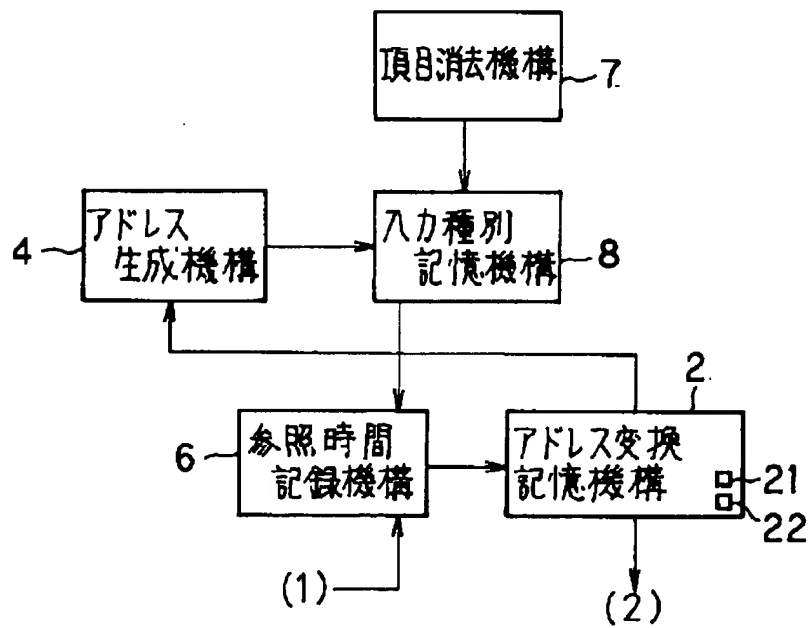 項目消去機構
7
アドレス
生成機構
4
入力種別
記憶機構
8
2
参照時間
記録機構
6
アドレス変換
記憶機構
21
22
(1)
(2)